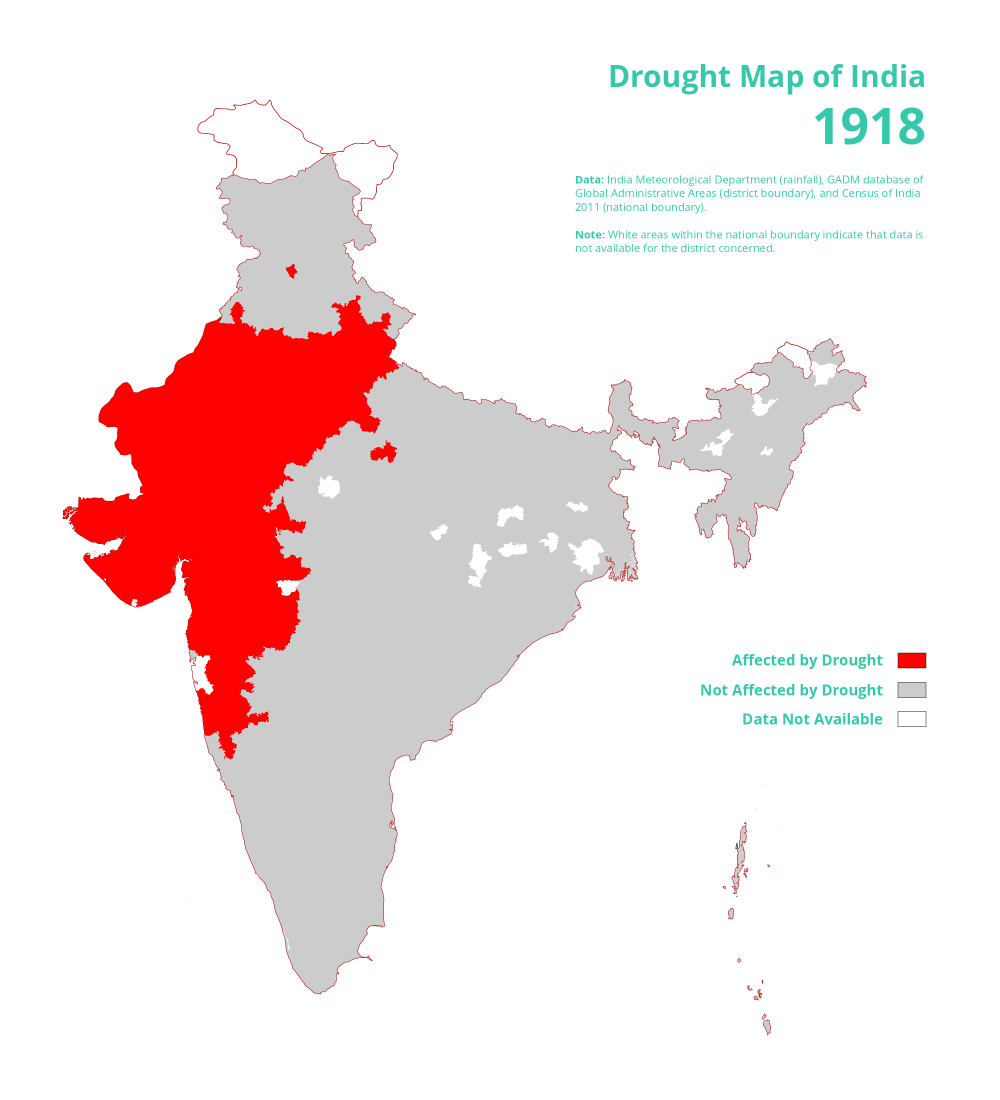 Drought Map of India
1918
Data: India Meteorological Department (rainfall), GADM database of
Global Administrative Areas (district boundary), and Census of India
2011 (national boundary).
Note: White areas within the national boundary indicate that data is
not available for the district concerned.
Affected by Drought
Not Affected by Drought
Data Not Available